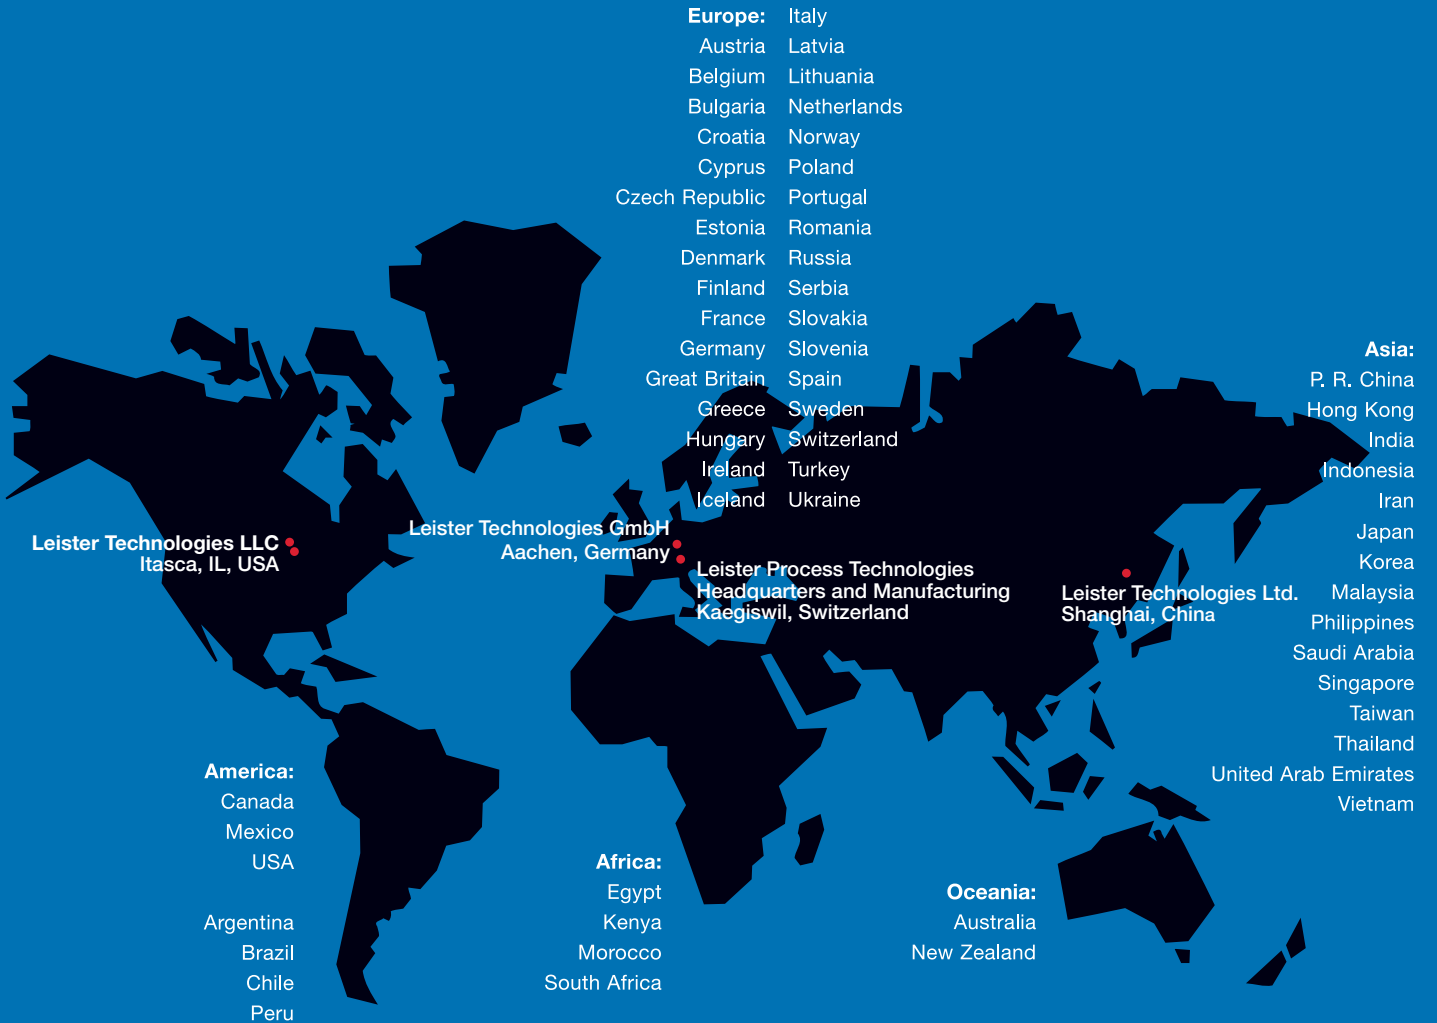 Europe:
Austria
Belgium
Bulgaria
Croatia
Cyprus
Czech Republic
Estonia
Denmark
Finland
France
Germany
Great Britain
Greece
Hungary
Ireland
Iceland
Italy
Latvia
Lithuania
Netherlands
Norway
Poland
Portugal
Romania
Russia
Serbia
Slovakia
Slovenia
Spain
Sweden
Switzerland
Turkey
Ukraine
Asia:
P. R. China
Hong Kong
India
Indonesia
Iran
Japan
Korea
Malaysia
Philippines
Saudi Arabia
Singapore
Taiwan
Thailand
United Arab Emirates
Vietnam
Leister Technologies LLC
Itasca, IL, USA
Leister Technologies GmbH
Aachen, Germany
Leister Process Technologies
Headquarters and Manufacturing
Kaegiswil, Switzerland
Leister Technologies Ltd.
Shanghai, China
America:
Canada
Mexico
USA
Argentina
Brazil
Chile
Peru
Africa:
Egypt
Kenya
Morocco
South Africa
Oceania:
Australia
New Zealand